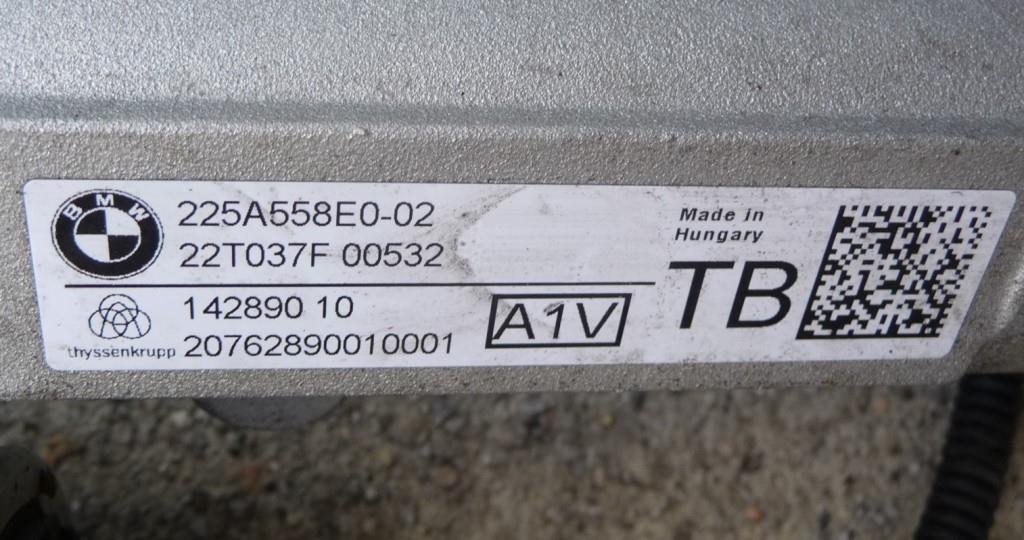 BMW
225A558E0-02
22T037F 00532
Made in
Hungary
TB
thyssenkrupp
142890 10
20762890010001
A1V